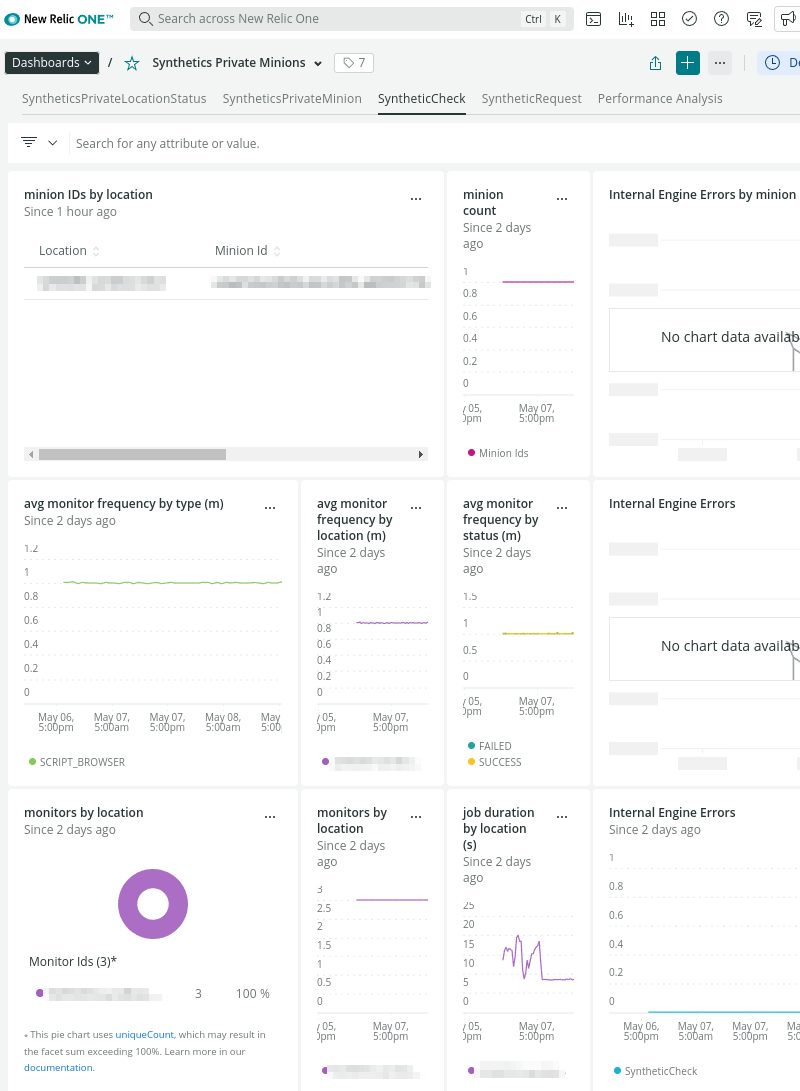 New Relic ONE™
Search across New Relic One
Ctrl K
Dashboards / Synthetics Private Minions 7
SyntheticsPrivateLocationStatus SyntheticsPrivateMinion SyntheticCheck SyntheticRequest Performance Analysis
Search for any attribute or value.
minion IDs by location
Since 1 hour ago
Location Minion Id
minion
count
Since 2 days
ago
1
0.8
0.6
0.4
0.2
0
May 07,
5:00pm
Minion Ids
Internal Engine Errors by minion
No chart data
avg monitor frequency by type (m)
Since 2 days ago
1.2
1
0.8
0.6
0.4
0.2
0
May 06, May 07, May 07, May 08, May
5:00pm 5:00am 5:00pm 5:00am 5:00
SCRIPT_BROWSER
avg monitor
frequency by
location (m)
Since 2 days
ago
1.2
1
0.8
0.6
0.4
0.2
0
05, May 07,
0pm 5:00pm
avg monitor
frequency by
status (m)
Since 2 days
ago
1.5
1
0.5
0
05, May 07,
0pm 5:00pm
FAILED
SUCCESS
Internal Engine Errors
No chart data
monitors by location
Since 2 days ago
Monitor Ids (3)*
3 100 %
* This pie chart uses uniqueCount, which may result in
the facet sum exceeding 100%. Learn more in our
documentation.
monitors by
location
Since 2 days
ago
3
2.5
2
1.5
1
0.5
0
05, May 07,
0pm 5:00pm
job duration
by location
(s)
Since 2 days
ago
25
20
15
10
5
0
05, May 07,
0pm 5:00pm
Internal Engine Errors
Since 2 days ago
1
0.8
0.6
0.4
0.2
0
May 06, May 07, May 07,
5:00pm 5:00am 5:00pm
SyntheticCheck